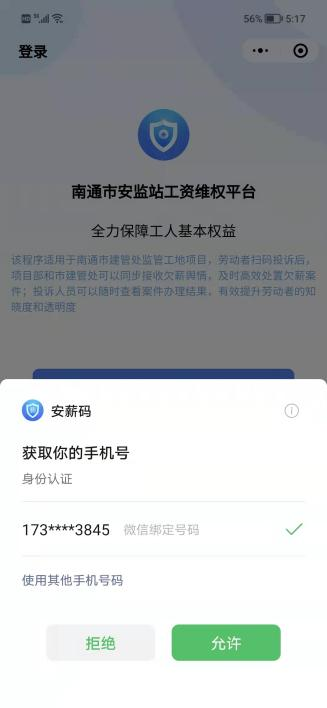 56% 5:17
登录
南通市安监站工资维权平台
全力保障工人基本权益
该程序适用于南通市建管处监管工地项目，劳动者扫码投诉后，
项目部和市建管处可以同步接收欠薪舆情，及时高效处置欠薪案
件；投诉人员可以随时查看案件办理结果，有效提升劳动者的知
晓度和透明度
安薪码
获取你的手机号
身份认证
173****3845 微信绑定号码
使用其他手机号码
拒绝 允许